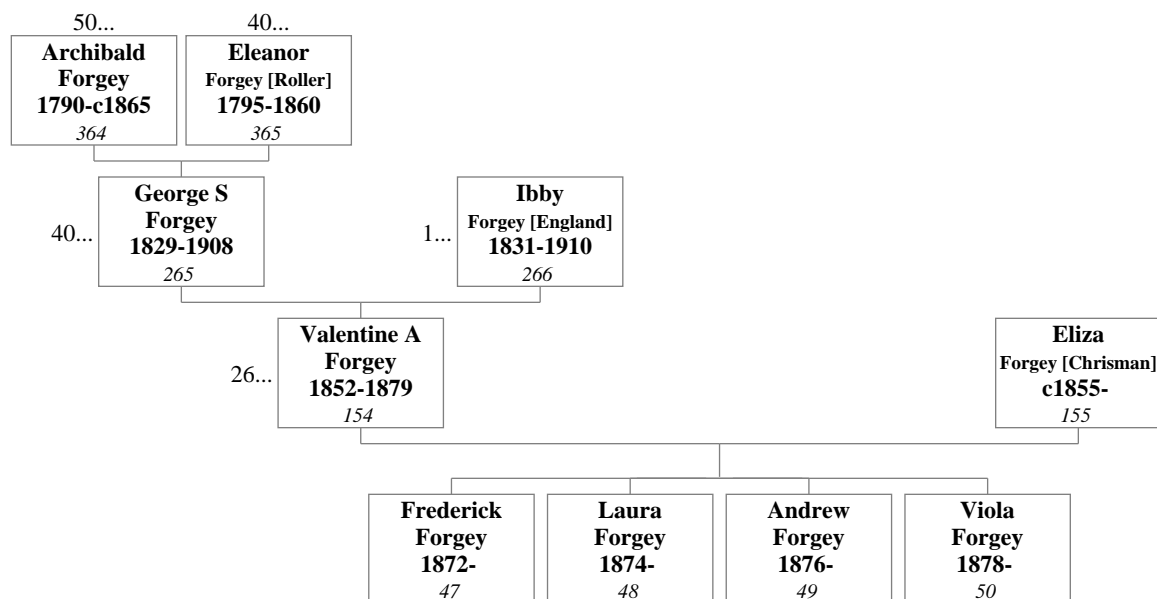 50...
40...
Archibald
Forgey
1790-c1865
364
Eleanor
Forgey [Roller]
1795-1860
365
40...
George S
Forgey
1829-1908
265
1...
Ibby
Forgey [England]
1831-1910
266
26...
Valentine A
Forgey
1852-1879
154
Eliza
Forgey [Chrisman]
c1855-
155
Frederick
Forgey
1872-
47
Laura
Forgey
1874-
48
Andrew
Forgey
1876-
49
Viola
Forgey
1878-
50